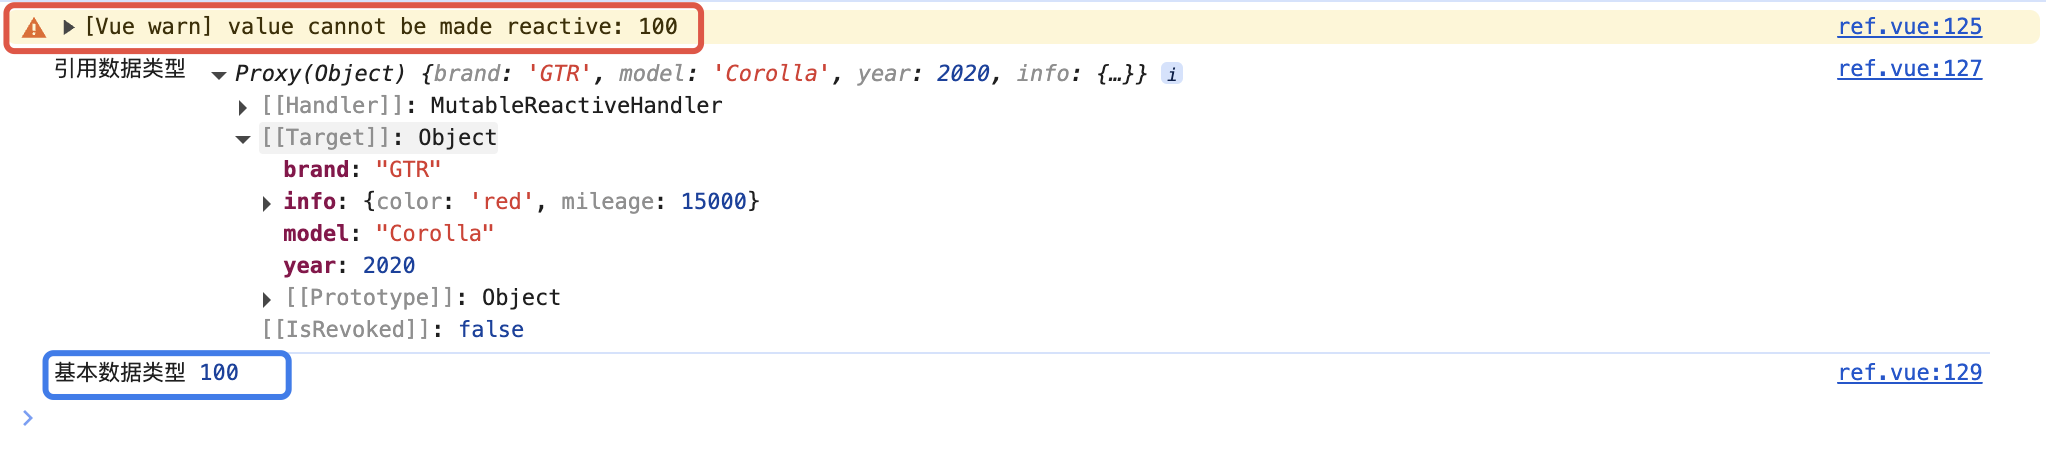 [Vue warn] value cannot be made reactive: 100 ref.vue:125
引用数据类型 Proxy(Object) {brand: 'GTR', model: 'Corolla', year: 2020, info: {…}} i ref.vue:127
[[Handler]]: MutableReactiveHandler
[[Target]]: Object
brand: "GTR"
info: {color: 'red', mileage: 15000}
model: "Corolla"
year: 2020
[[Prototype]]: Object
[[IsRevoked]]: false
基本数据类型 100 ref.vue:129